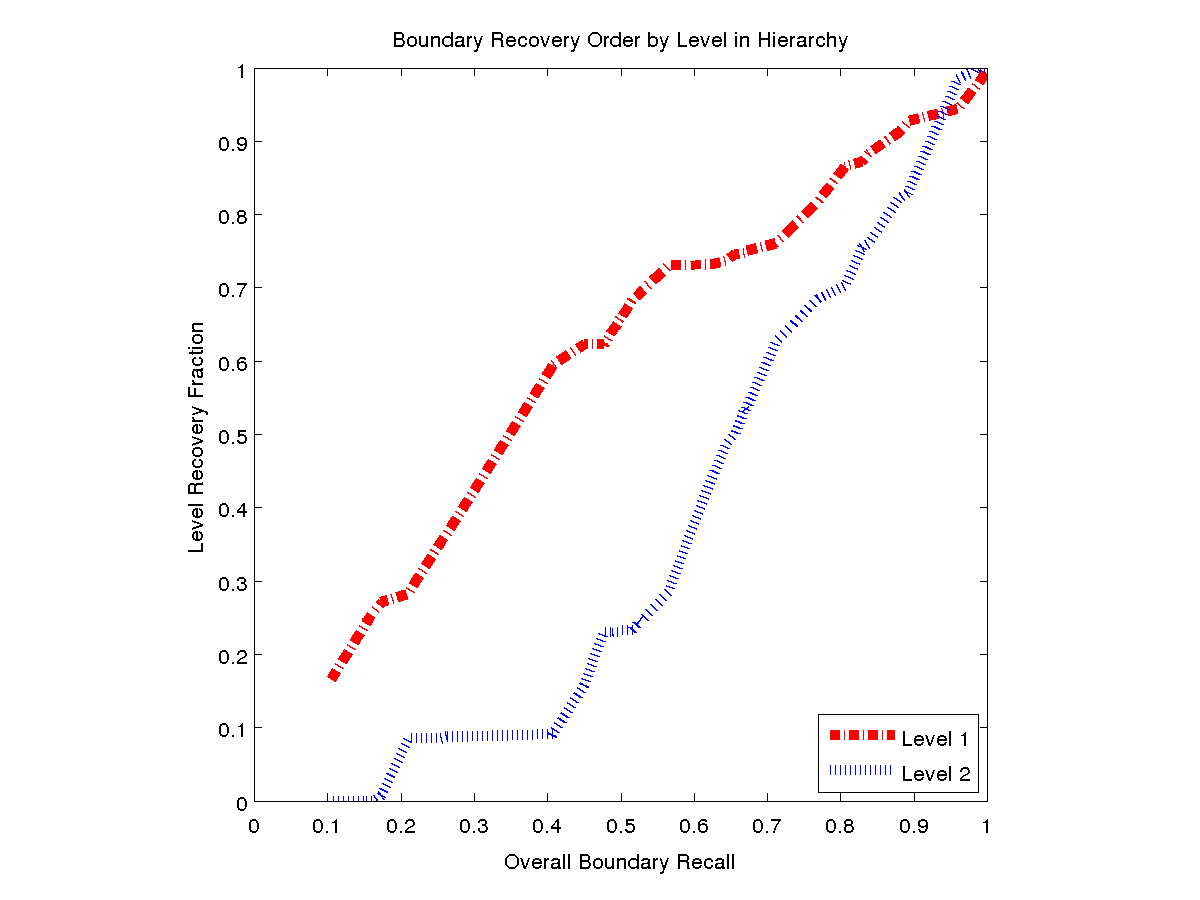 Boundary Recovery Order by Level in Hierarchy
1
0.9
0.8
0.7
0.6
0.5
0.4
0.3
0.2
0.1
0
Level Recovery Fraction
Level 1
Level 2
0 0.1 0.2 0.3 0.4 0.5 0.6 0.7 0.8 0.9 1
Overall Boundary Recall